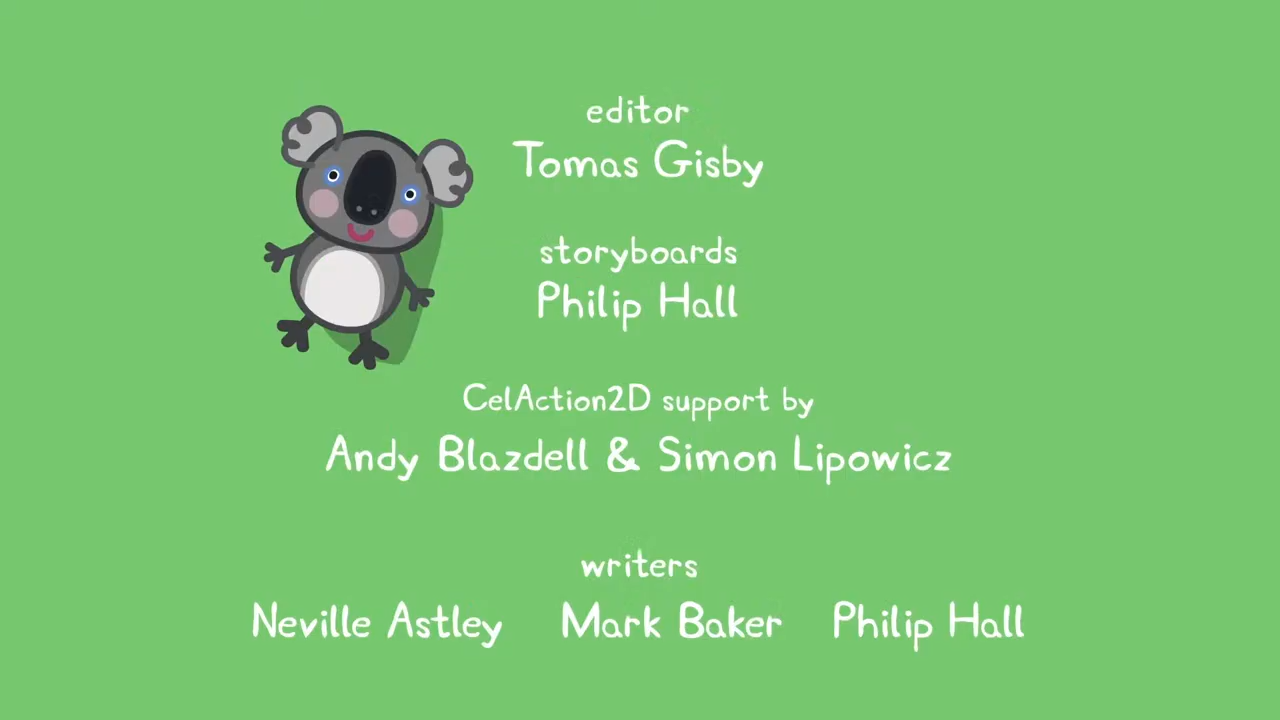 editor
Tomas Gisby
storyboards
Philip Hall
CelAction2D support by
Andy Blazdell & Simon Lipowicz
writers
Neville Astley Mark Baker Philip Hall